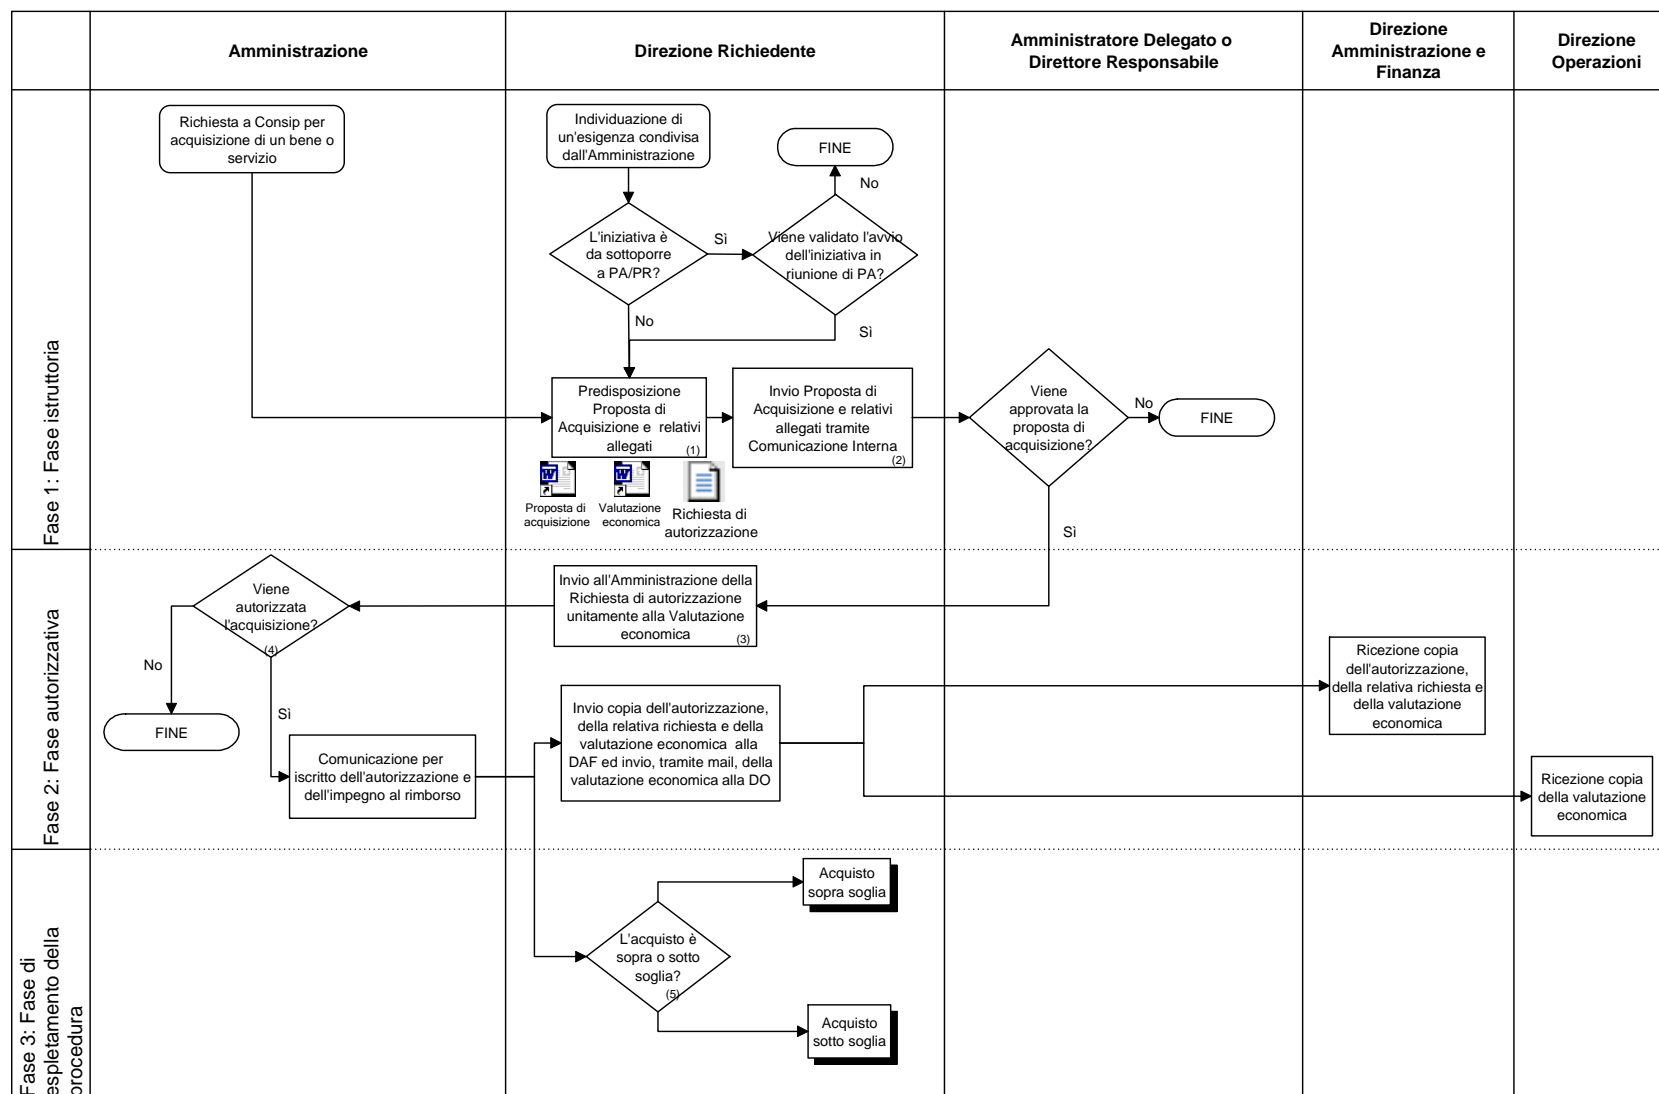 Amministrazione
Direzione Richiedente
Amministratore Delegato o
Direttore Responsabile
Direzione
Amministrazione e
Finanza
Direzione
Operazioni
Fase 1: Fase istruttoria
Richiesta a Consip per
acquisizione di un bene o
servizio
Individuazione di
un'esigenza condivisa
dall'Amministrazione
FINE
No
L'iniziativa è
da sottoporre
a PA/PR?
Sì
Viene validato l'avvio
dell'iniziativa in
riunione di PA?
No
Sì
Predisposizione
Proposta di
Acquisizione e relativi
allegati
(1)
Invio Proposta di
Acquisizione e relativi
allegati tramite
Comunicazione Interna
(2)
Viene
approvata la
proposta di
acquisizione?
No
FINE
Proposta di
acquisizione
Valutazione
economica
Richiesta di
autorizzazione
Sì
Fase 2: Fase autorizzativa
Viene
autorizzata
l'acquisizione?
(4)
Invio all'Amministrazione della
Richiesta di autorizzazione
unitamente alla Valutazione
economica
(3)
No
FINE
Sì
Comunicazione per
iscritto dell'autorizzazione e
dell'impegno al rimborso
Invio copia dell'autorizzazione,
della relativa richiesta e della
valutazione economica alla
DAF ed invio, tramite mail, della
valutazione economica alla DO
Ricezione copia
dell'autorizzazione,
della relativa richiesta e
della valutazione
economica
Ricezione copia
della valutazione
economica
Fase 3: Fase di
espletamento della
procedura
Acquisto
sopra soglia
L'acquisto è
sopra o sotto
soglia?
(5)
Acquisto
sotto soglia